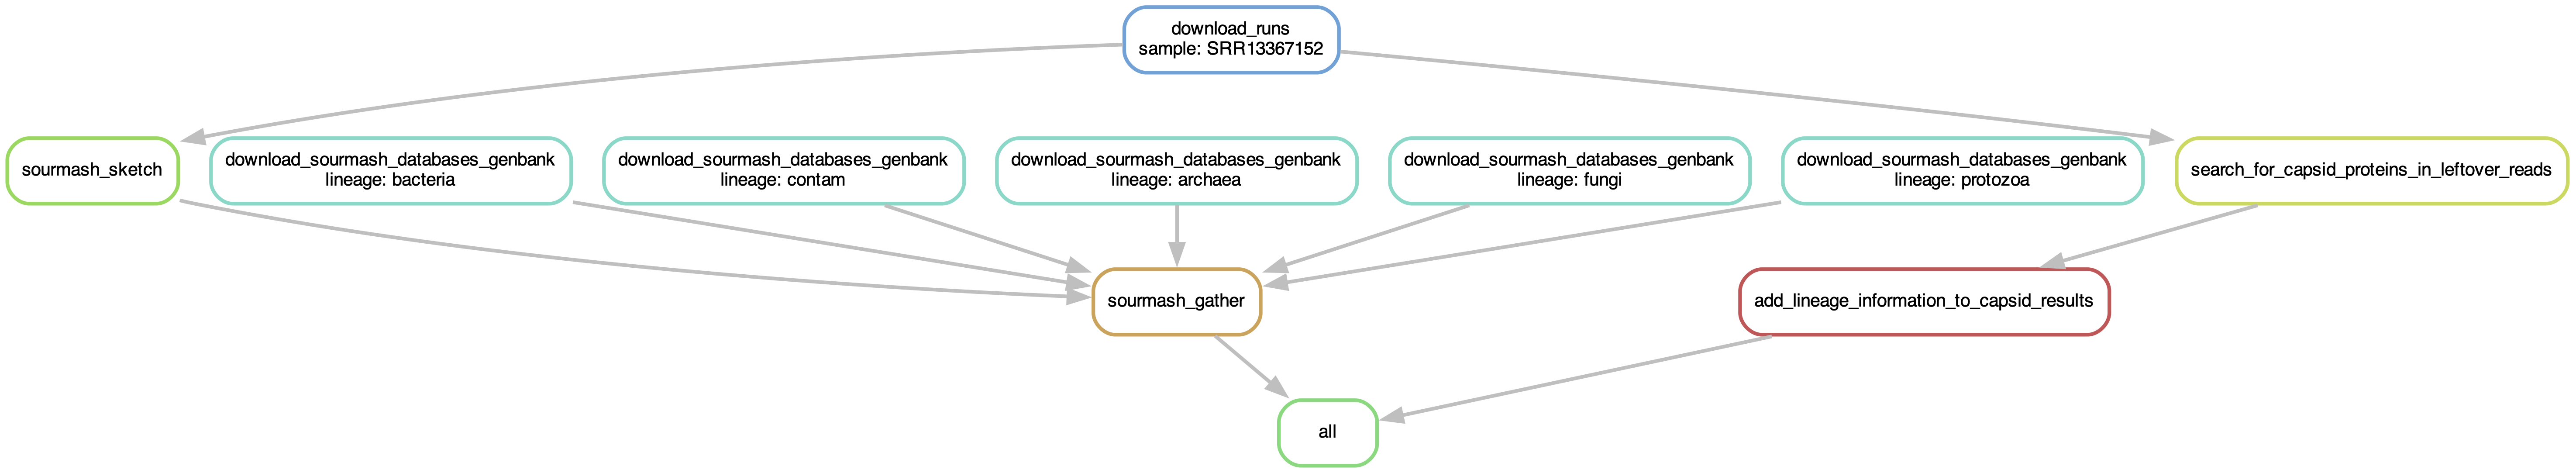 download_runs
sample: SRR13367152
sourmash_sketch
download_sourmash_databases_genbank
lineage: bacteria
download_sourmash_databases_genbank
lineage: contam
download_sourmash_databases_genbank
lineage: archaea
download_sourmash_databases_genbank
lineage: fungi
download_sourmash_databases_genbank
lineage: protozoa
search_for_capsid_proteins_in_leftover_reads
sourmash_gather
add_lineage_information_to_capsid_results
all